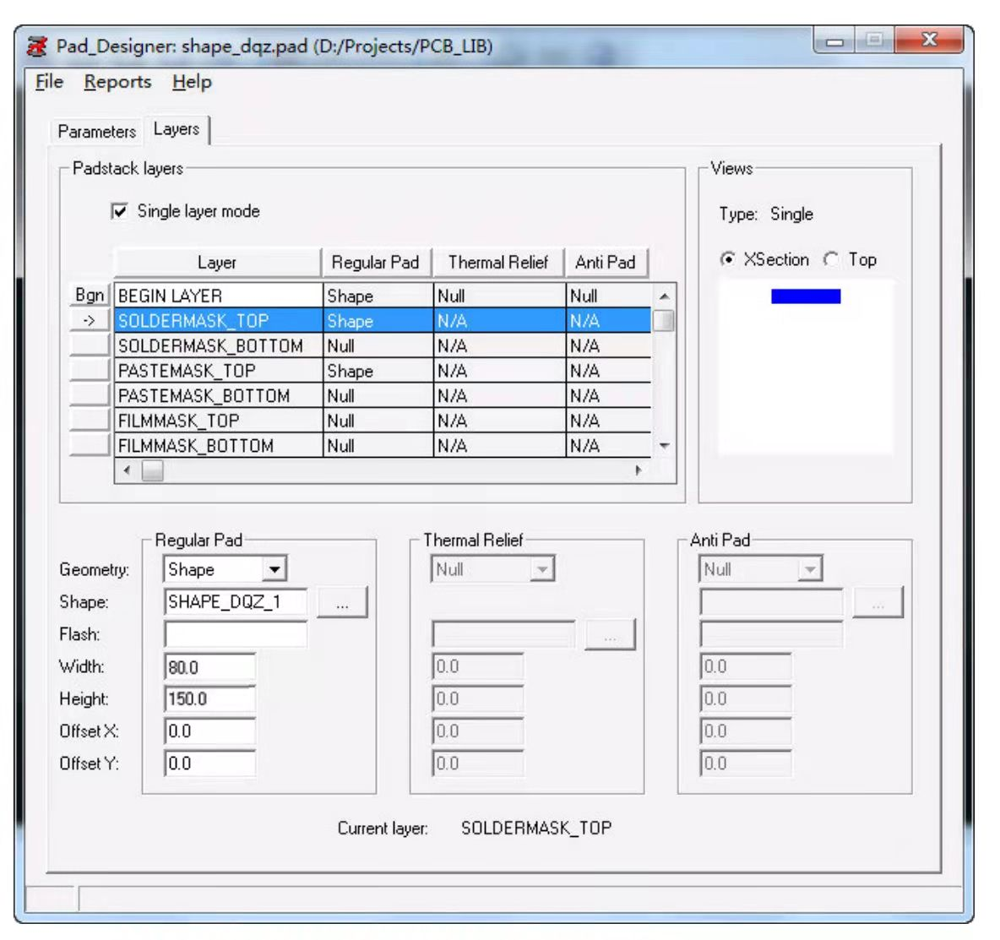 Pad_Designer: shape_dqz.pad (D:/Projects/PCB_LIB)
File Reports Help
Parameters Layers
Padstack layers
Single layer mode
Layer Regular Pad Thermal Relief Anti Pad
Bgn BEGIN LAYER Shape Null Null
-> SOLDERMASK_TOP Shape N/A N/A
SOLDERMASK_BOTTOM Null N/A N/A
PASTEMASK_TOP Shape N/A N/A
PASTEMASK_BOTTOM Null N/A N/A
FILMMASK_TOP Null N/A N/A
FILMMASK_BOTTOM Null N/A N/A
Views
Type: Single
XSection Top
Regular Pad Thermal Relief Anti Pad
Geometry: Shape Null Null
Shape: SHAPE_DQZ_1 ... ...
Flash: ...
Width: 80.0 0.0 0.0
Height: 150.0 0.0 0.0
Offset X: 0.0 0.0 0.0
Offset Y: 0.0 0.0 0.0
Current layer: SOLDERMASK_TOP